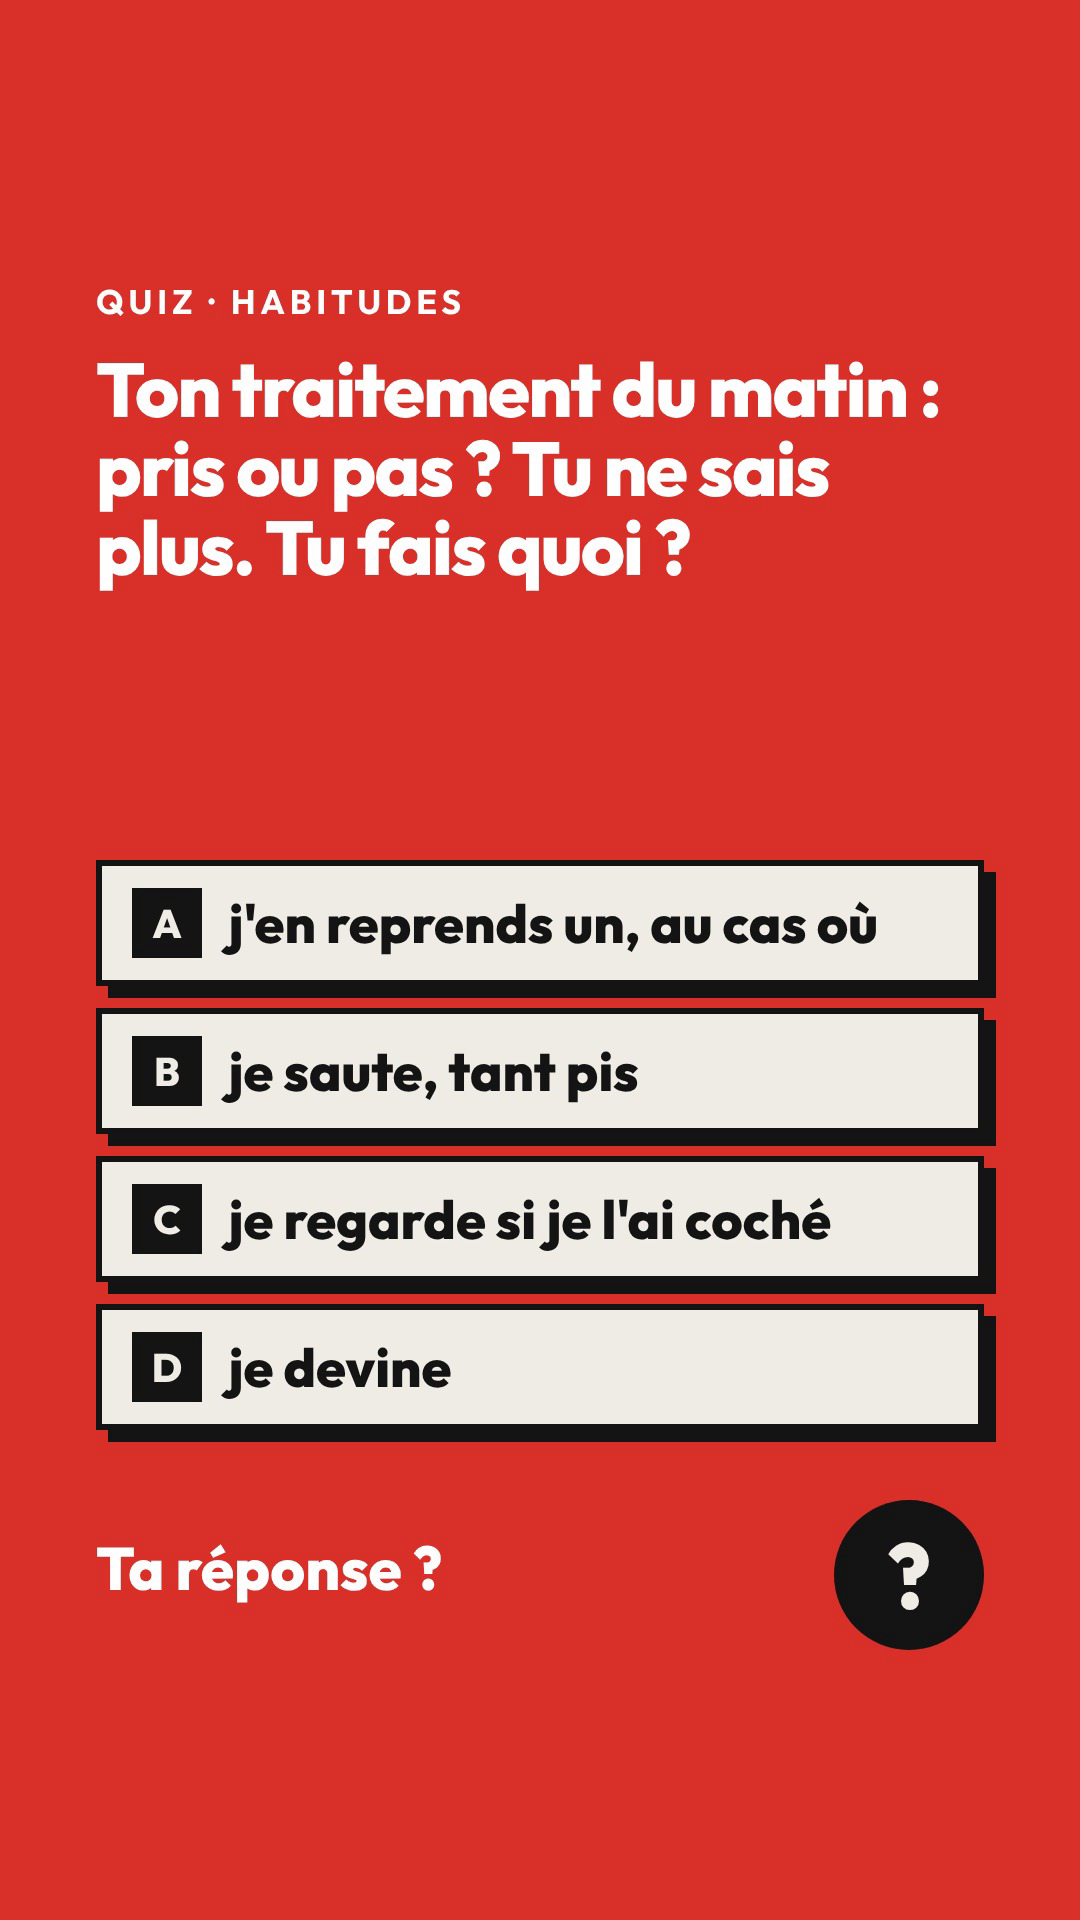 QUIZ · HABITUDES
Ton traitement du matin :
pris ou pas ? Tu ne sais
plus. Tu fais quoi ?
A j'en reprends un, au cas où
B je saute, tant pis
C je regarde si je l'ai coché
D je devine
Ta réponse ?
?